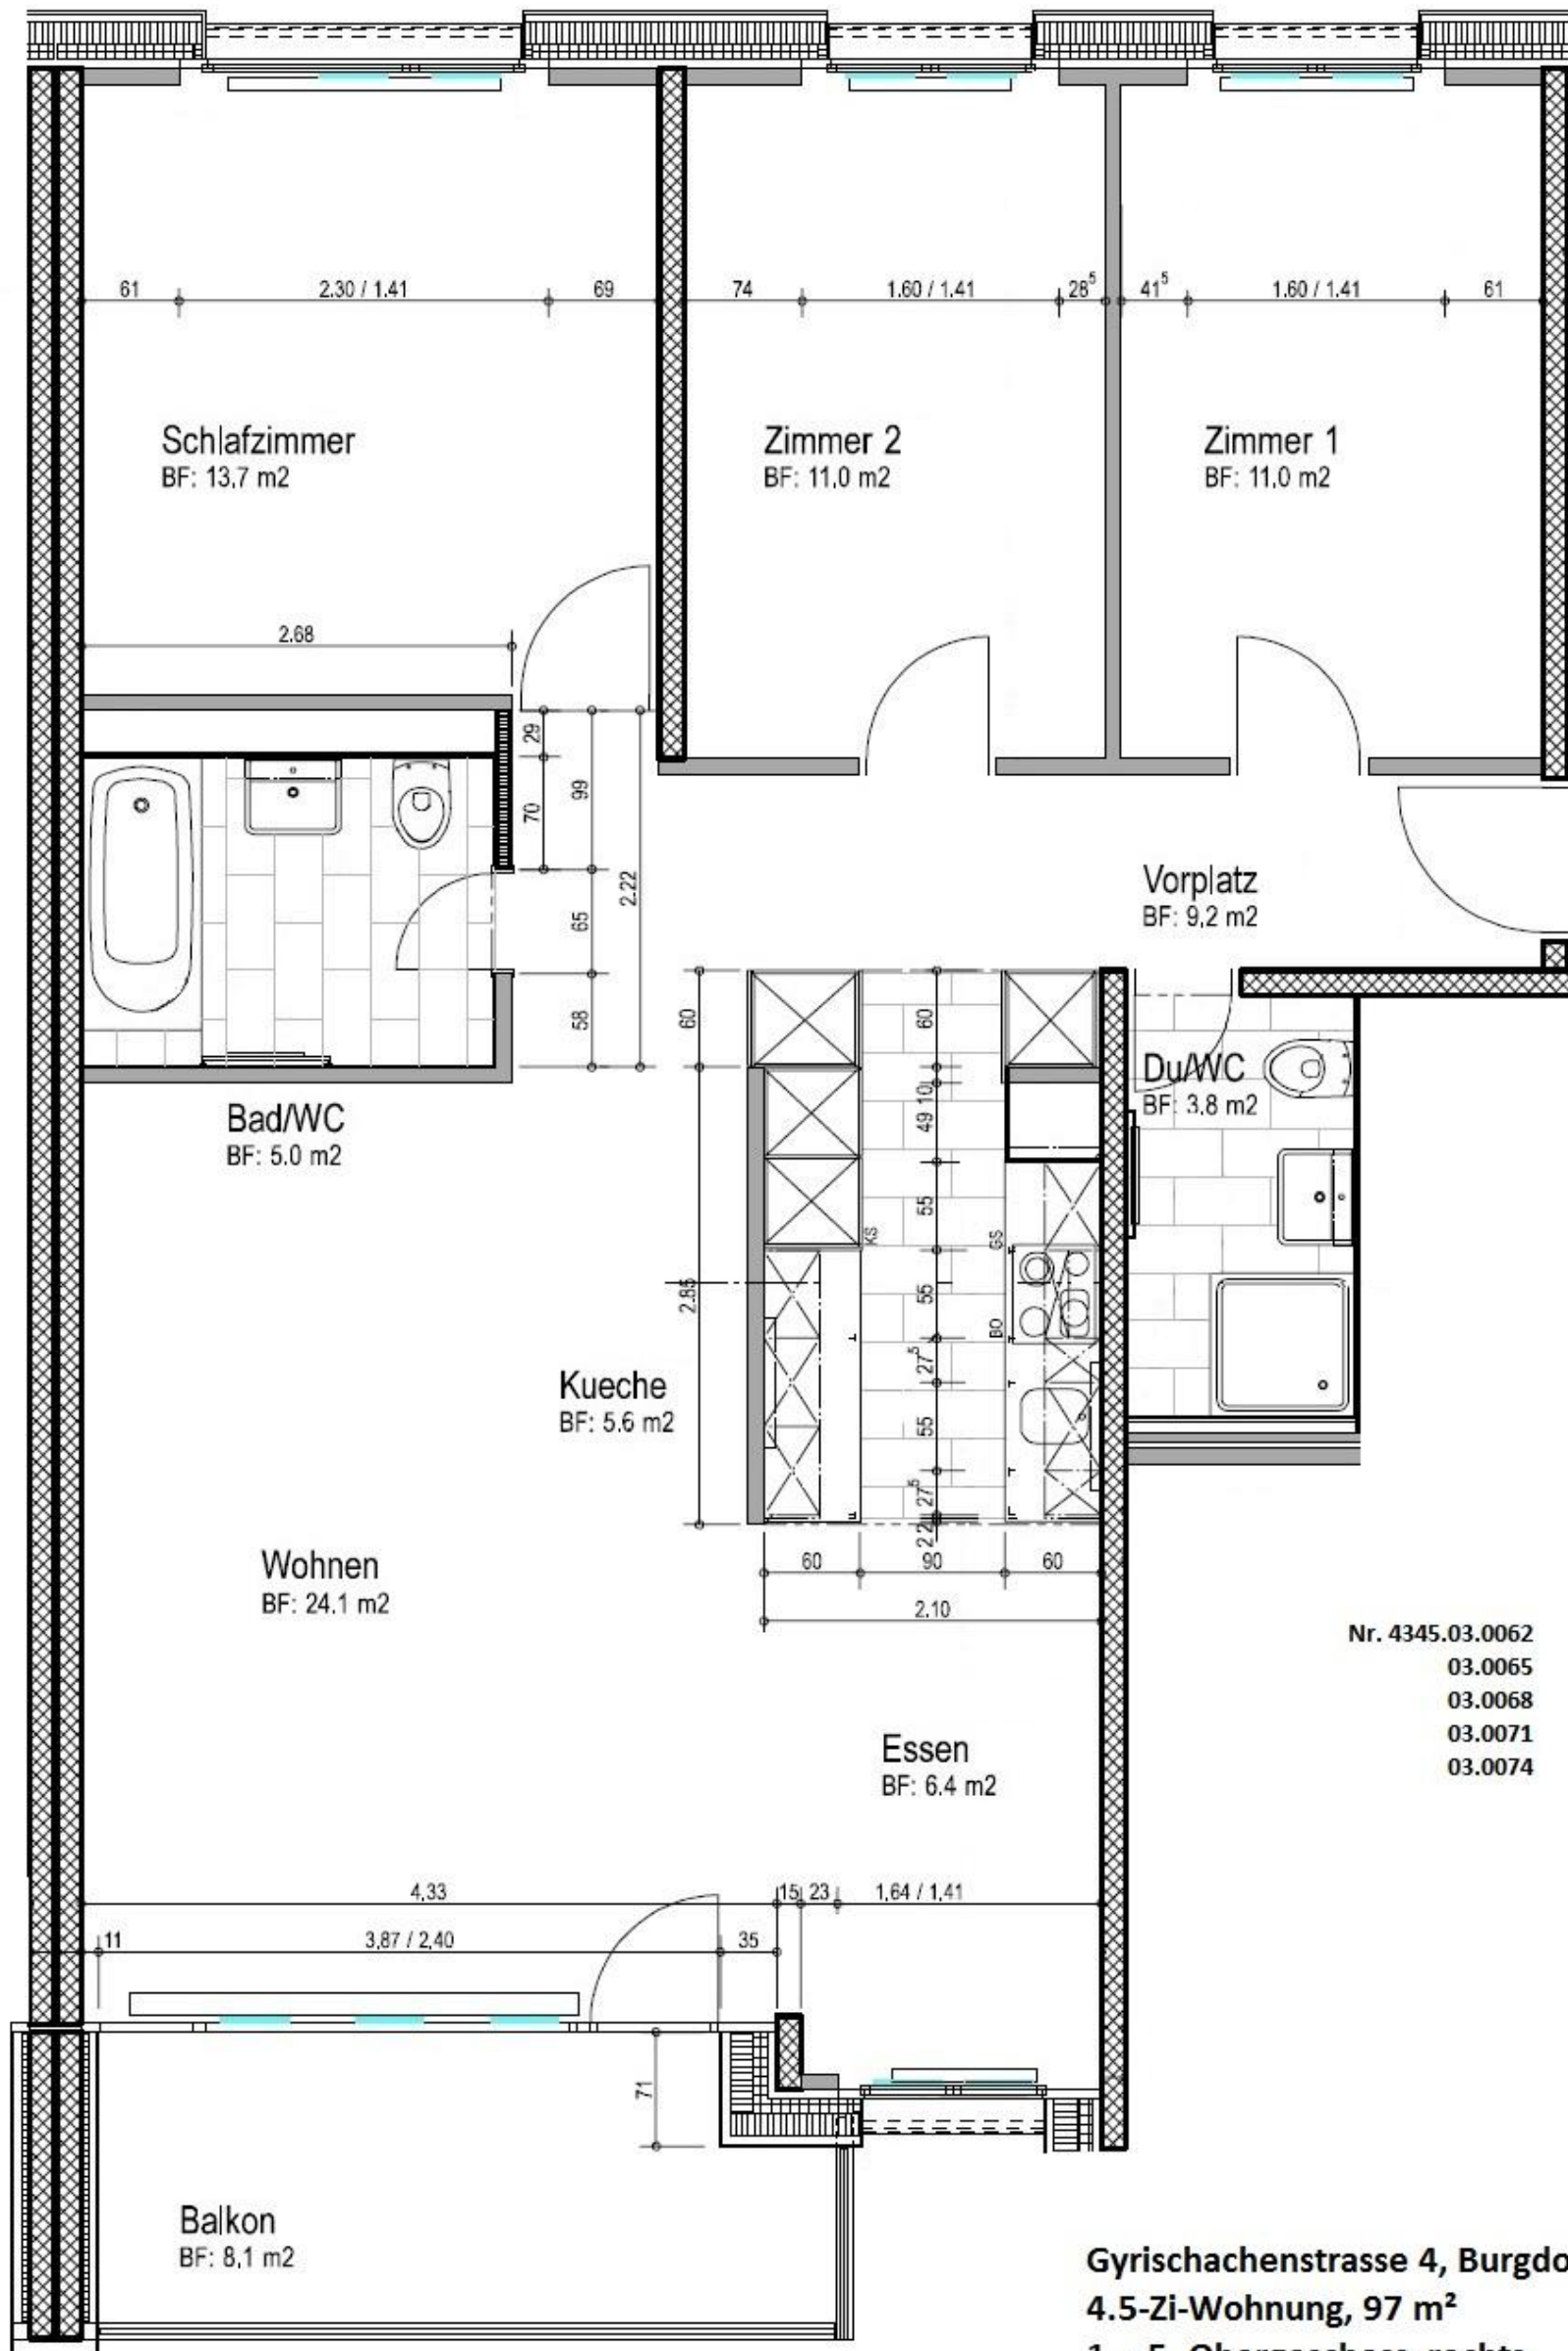 61 2.30 / 1.41 69 74 1.60 / 1.41 28⁵ 41⁵ 1.60 / 1.41 61
Schlafzimmer
BF: 13,7 m2
Zimmer 2
BF: 11,0 m2
Zimmer 1
BF: 11,0 m2
2.68
29
70
99
65
58
2.22
Vorplatz
BF: 9,2 m2
Bad/WC
BF: 5.0 m2
Du/WC
BF: 3.8 m2
60
2.85
60
10
49
55
55
27⁵
55
27⁵
22
KS
GS
BO
Kueche
BF: 5.6 m2
60 90 60
2.10
Wohnen
BF: 24.1 m2
Essen
BF: 6.4 m2
Nr. 4345.03.0062
03.0065
03.0068
03.0071
03.0074
4,33 15 23 1,64 / 1,41
11 3,87 / 2,40 35
71
Balkon
BF: 8,1 m2
Gyrischachenstrasse 4, Burgdo
4.5-Zi-Wohnung, 97 m²